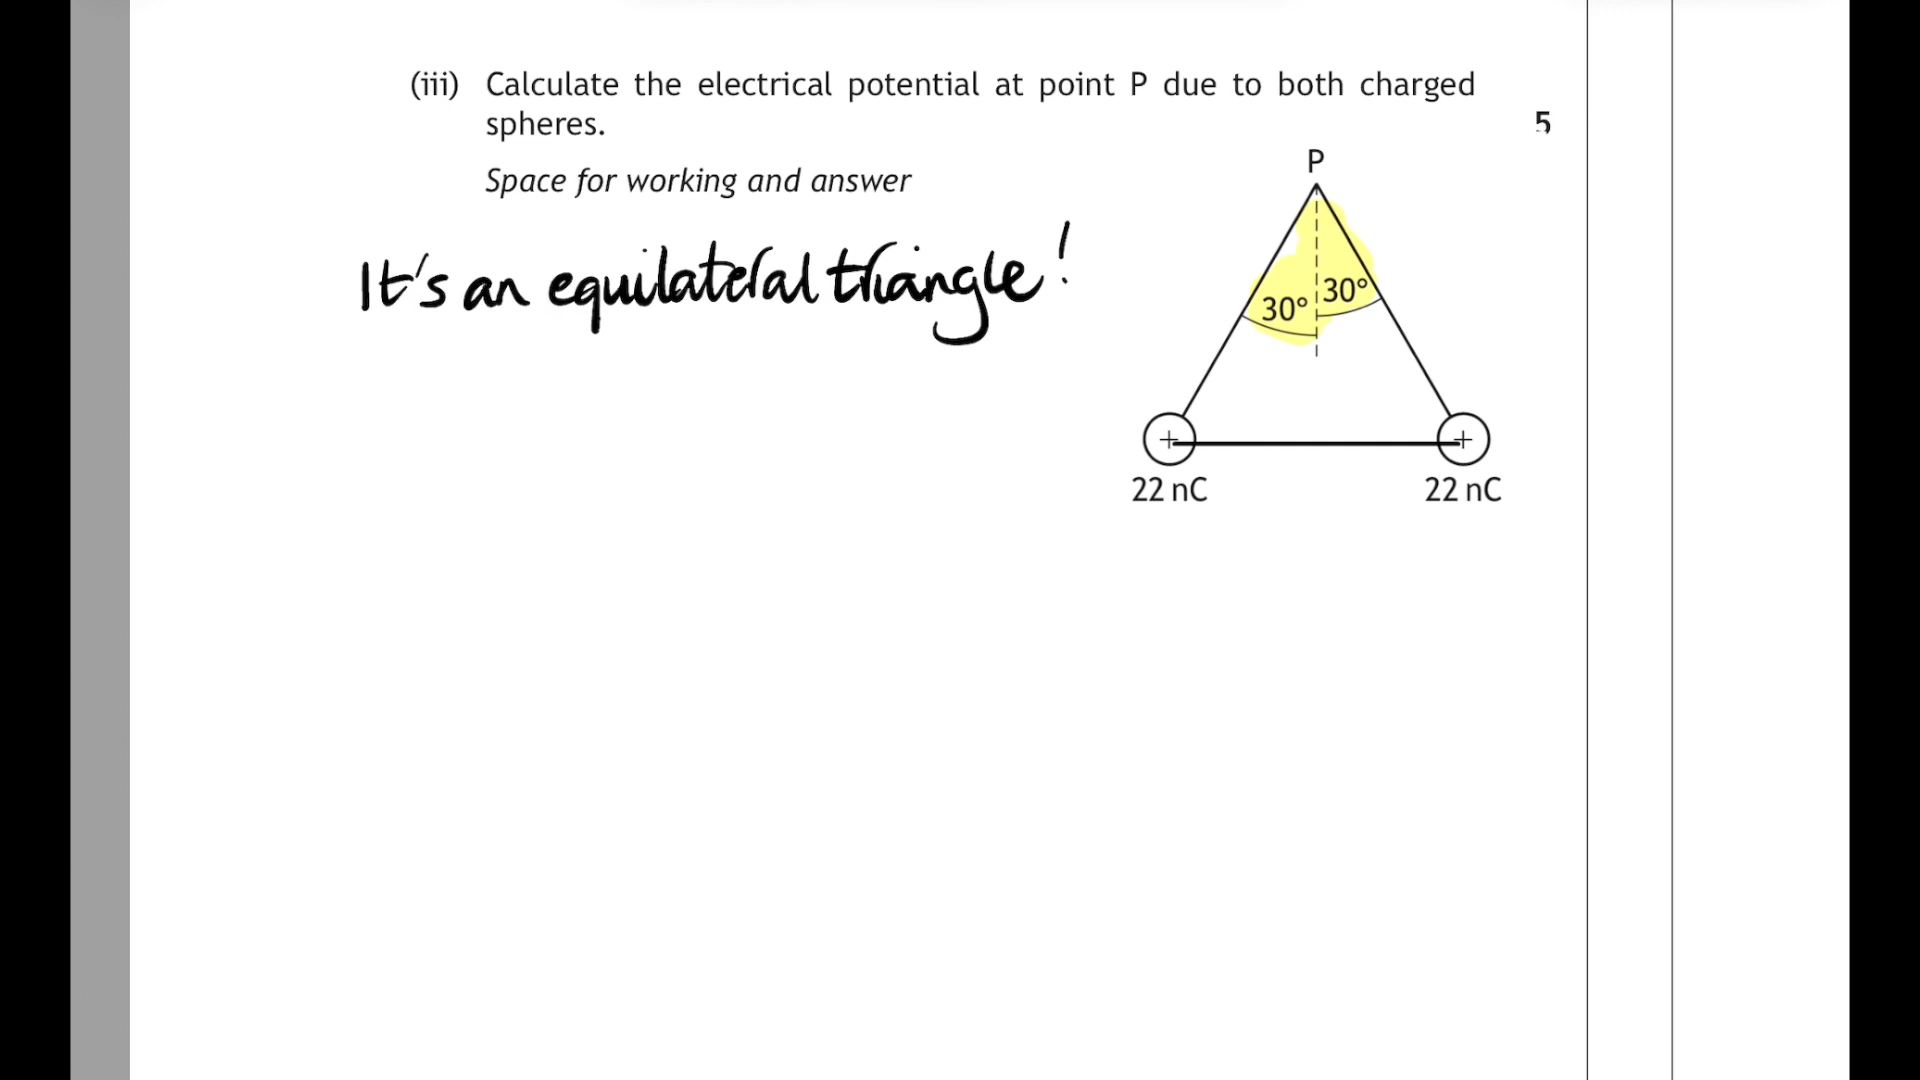 (iii) Calculate the electrical potential at point P due to both charged
spheres.
5
Space for working and answer
P
It's an equilateral triangle!
30° 30°
+ +
22 nC 22 nC